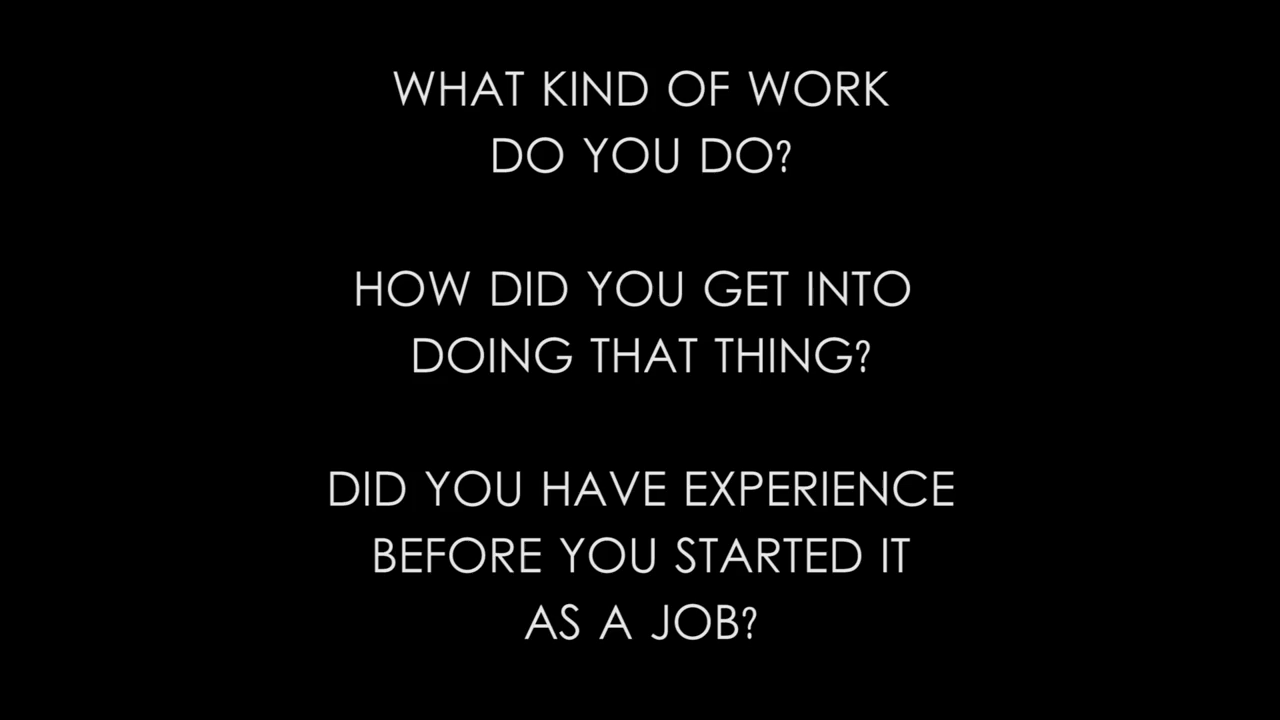 WHAT KIND OF WORK
DO YOU DO?
HOW DID YOU GET INTO
DOING THAT THING?
DID YOU HAVE EXPERIENCE
BEFORE YOU STARTED IT
AS A JOB?